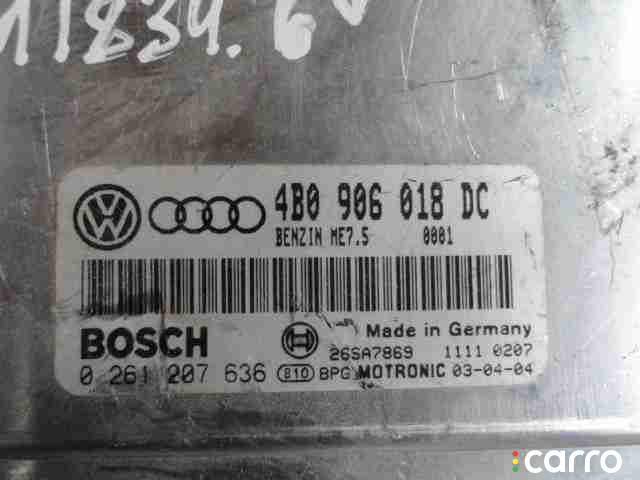 11834.6V
4B0 906 018 DC
BENZIN ME7.5 0001
BOSCH
Made in Germany
26SA7869 1111 0207
0 261 207 636 810 BPG MOTRONIC 03-04-04
carro